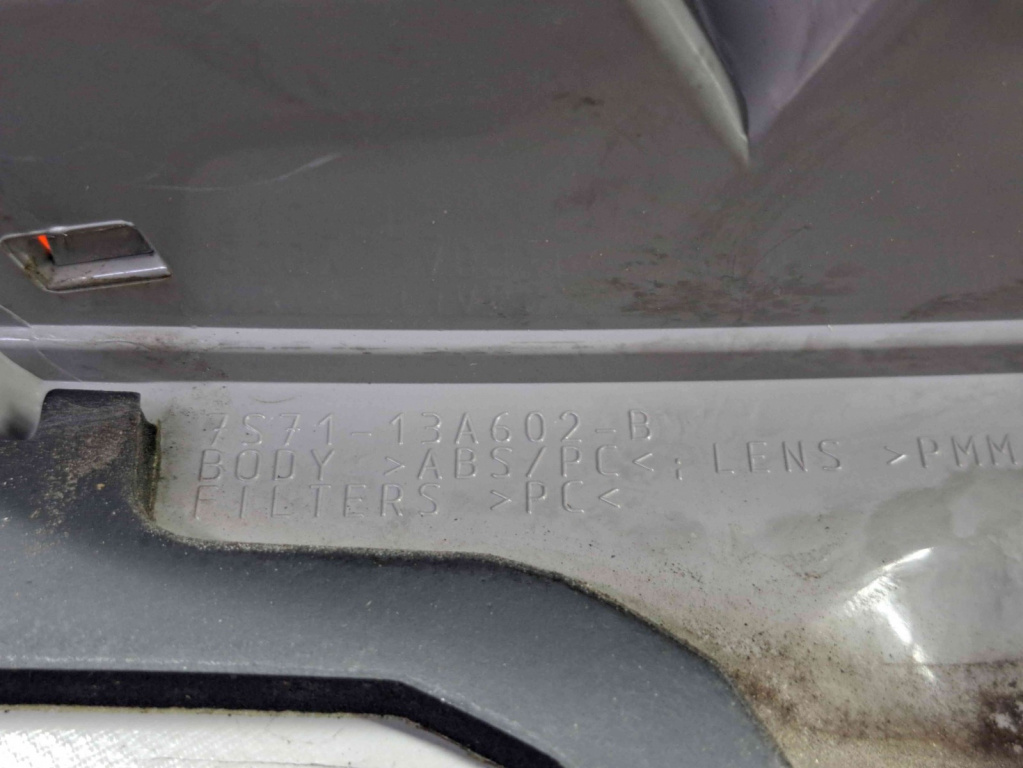 7S71-13A602-B
BODY >ABS/PC<; LENS >PMM
FILTERS >PC<